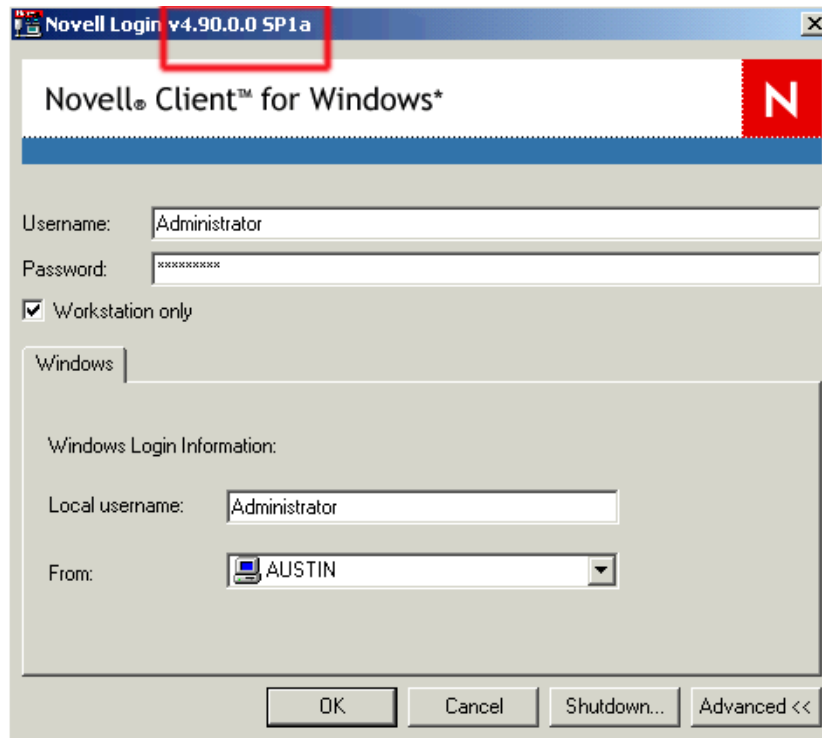 Novell Login v4.90.0.0 SP1a
Novell® Client™ for Windows*
N
Username: Administrator
Password: *********
Workstation only
Windows
Windows Login Information:
Local username: Administrator
From: AUSTIN
OK Cancel Shutdown... Advanced <<